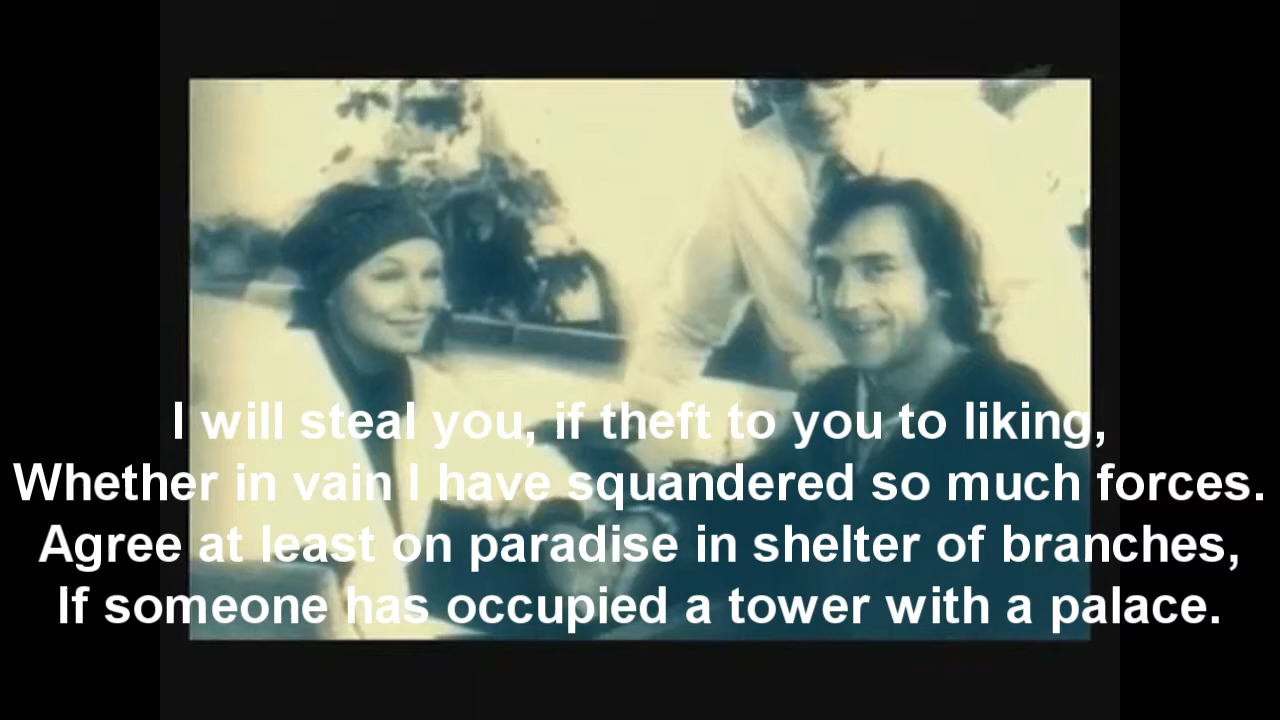 I will steal you, if theft to you to liking,
Whether in vain I have squandered so much forces.
Agree at least on paradise in shelter of branches,
If someone has occupied a tower with a palace.